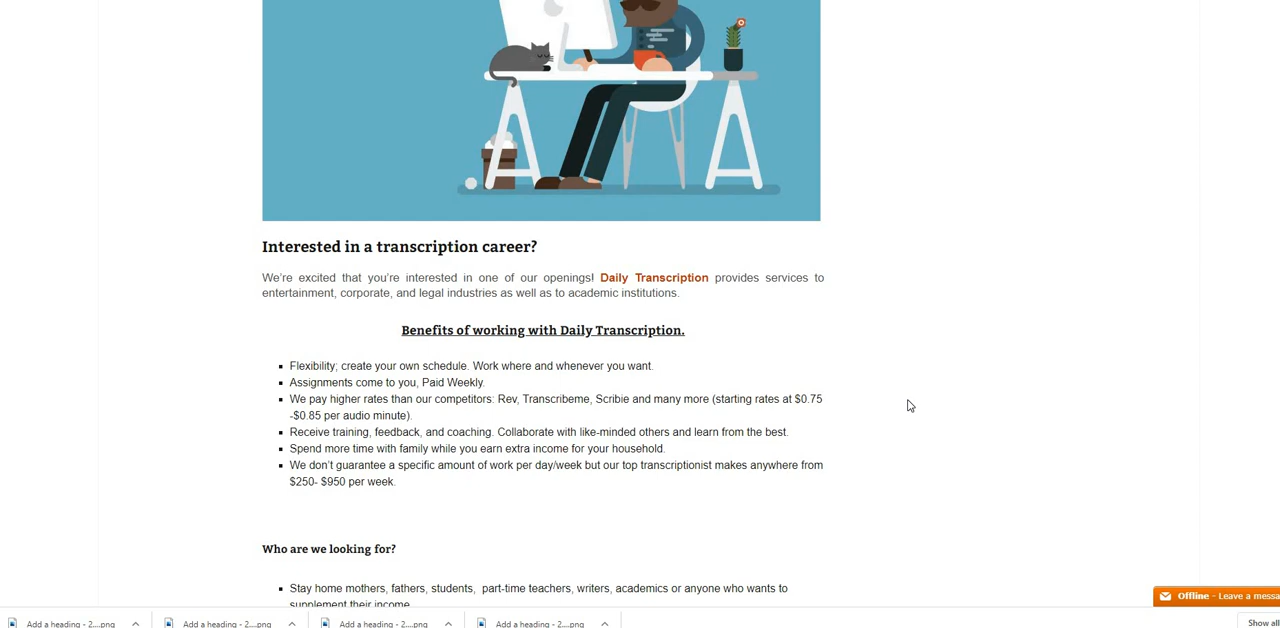 Interested in a transcription career?
We're excited that you're interested in one of our openings! Daily Transcription provides services to
entertainment, corporate, and legal industries as well as to academic institutions.
Benefits of working with Daily Transcription.
Flexibility; create your own schedule. Work where and whenever you want.
Assignments come to you, Paid Weekly.
We pay higher rates than our competitors: Rev, Transcribeme, Scribie and many more (starting rates at $0.75
-$0.85 per audio minute).
Receive training, feedback, and coaching. Collaborate with like-minded others and learn from the best.
Spend more time with family while you earn extra income for your household.
We don't guarantee a specific amount of work per day/week but our top transcriptionist makes anywhere from
$250- $950 per week.
Who are we looking for?
Stay home mothers, fathers, students, part-time teachers, writers, academics or anyone who wants to
supplement their income
Offline - Leave a messa
Add a heading - 2....png
Add a heading - 2....png
Add a heading - 2....png
Add a heading - 2....png
Show all